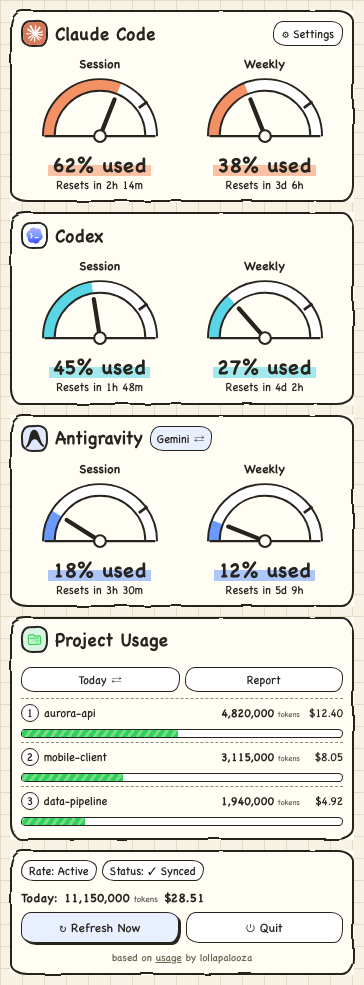 Claude Code
⚙ Settings
Session Weekly
62% used 38% used
Resets in 2h 14m Resets in 3d 6h
Codex
Session Weekly
45% used 27% used
Resets in 1h 48m Resets in 4d 2h
Antigravity Gemini ⇄
Session Weekly
18% used 12% used
Resets in 3h 30m Resets in 5d 9h
Project Usage
Today ⇄ Report
1 aurora-api 4,820,000 tokens $12.40
2 mobile-client 3,115,000 tokens $8.05
3 data-pipeline 1,940,000 tokens $4.92
Rate: Active Status: ✓ Synced
Today: 11,150,000 tokens $28.51
↻ Refresh Now ⏻ Quit
based on usage by lollapalooza